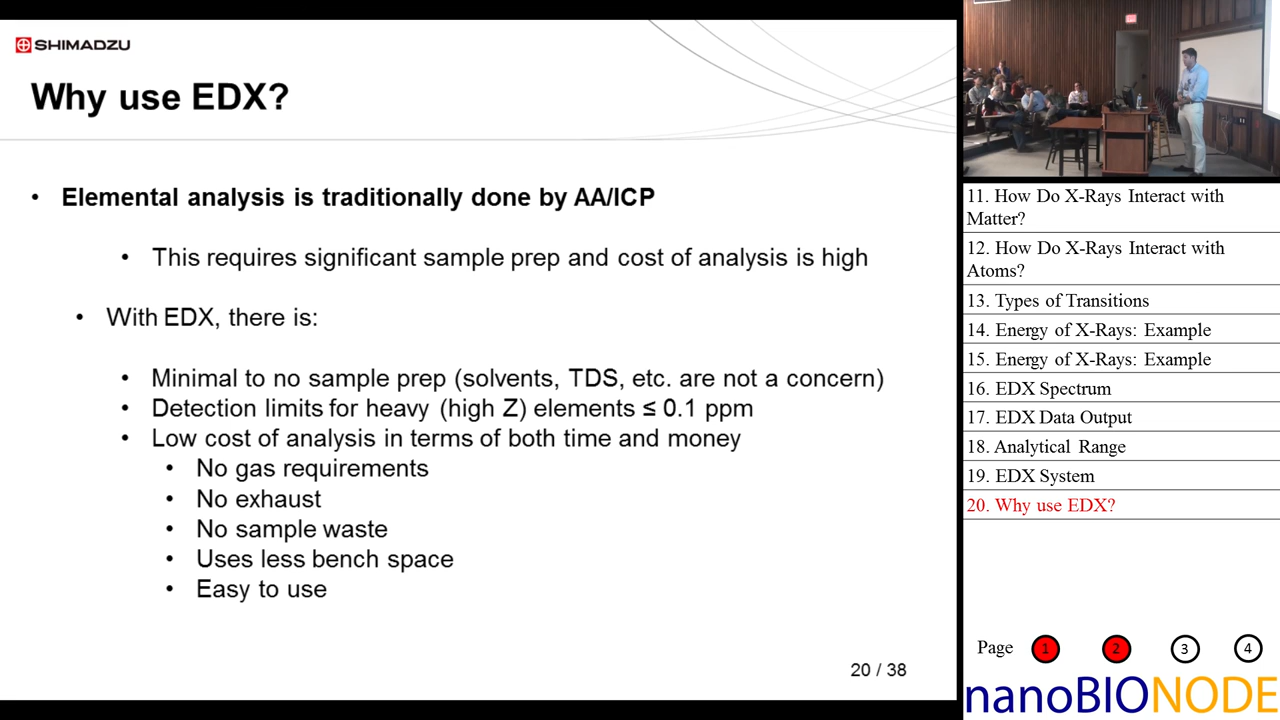 SHIMADZU
Why use EDX?
• Elemental analysis is traditionally done by AA/ICP
• This requires significant sample prep and cost of analysis is high
• With EDX, there is:
• Minimal to no sample prep (solvents, TDS, etc. are not a concern)
• Detection limits for heavy (high Z) elements ≤ 0.1 ppm
• Low cost of analysis in terms of both time and money
• No gas requirements
• No exhaust
• No sample waste
• Uses less bench space
• Easy to use
20 / 38
11. How Do X-Rays Interact with
Matter?
12. How Do X-Rays Interact with
Atoms?
13. Types of Transitions
14. Energy of X-Rays: Example
15. Energy of X-Rays: Example
16. EDX Spectrum
17. EDX Data Output
18. Analytical Range
19. EDX System
20. Why use EDX?
Page 1 2 3 4
nanoBIONODE